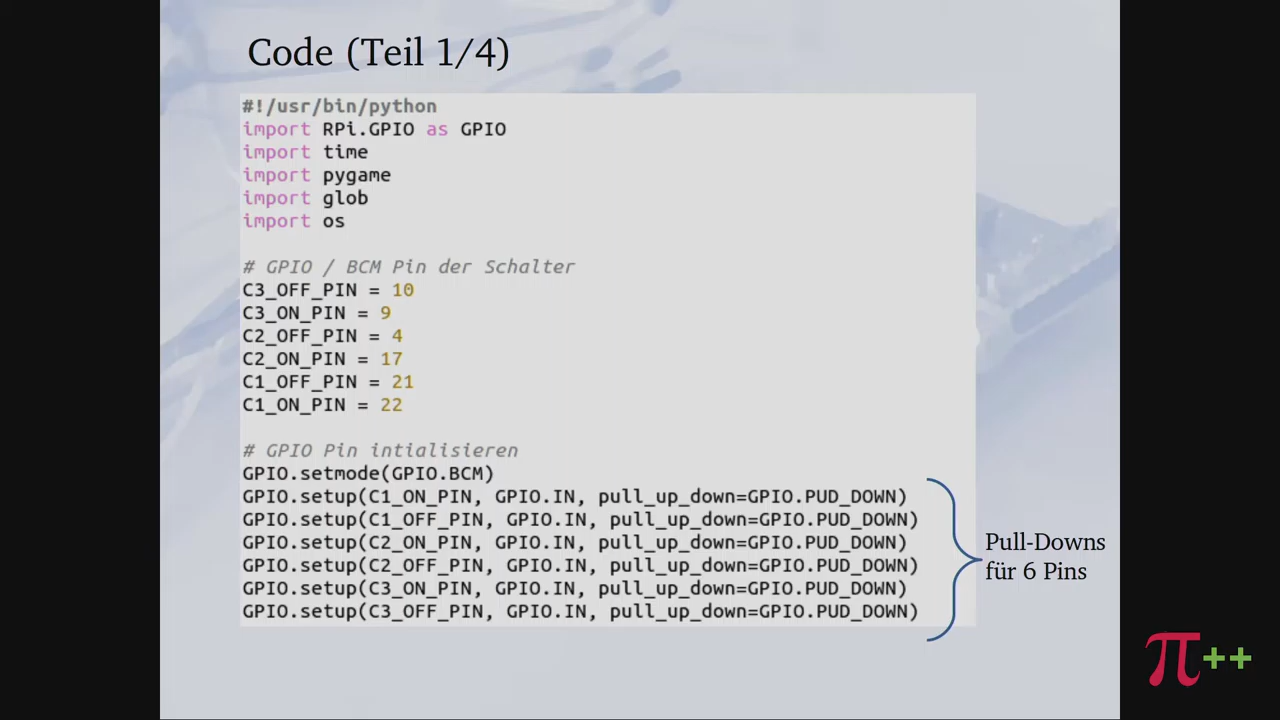 Code (Teil 1/4)
#!/usr/bin/python
import RPi.GPIO as GPIO
import time
import pygame
import glob
import os
# GPIO / BCM Pin der Schalter
C3_OFF_PIN = 10
C3_ON_PIN = 9
C2_OFF_PIN = 4
C2_ON_PIN = 17
C1_OFF_PIN = 21
C1_ON_PIN = 22
# GPIO Pin intialisieren
GPIO.setmode(GPIO.BCM)
GPIO.setup(C1_ON_PIN, GPIO.IN, pull_up_down=GPIO.PUD_DOWN)
GPIO.setup(C1_OFF_PIN, GPIO.IN, pull_up_down=GPIO.PUD_DOWN)
GPIO.setup(C2_ON_PIN, GPIO.IN, pull_up_down=GPIO.PUD_DOWN)
GPIO.setup(C2_OFF_PIN, GPIO.IN, pull_up_down=GPIO.PUD_DOWN)
GPIO.setup(C3_ON_PIN, GPIO.IN, pull_up_down=GPIO.PUD_DOWN)
GPIO.setup(C3_OFF_PIN, GPIO.IN, pull_up_down=GPIO.PUD_DOWN)
Pull-Downs
für 6 Pins
π++